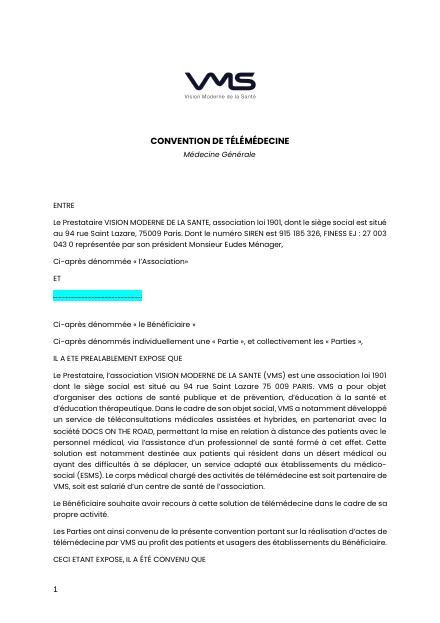 VMS
Vision Moderne de la Santé
CONVENTION DE TÉLÉMÉDECINE
Médecine Générale
ENTRE
Le Prestataire VISION MODERNE DE LA SANTE, association loi 1901, dont le siège social est situé
au 94 rue Saint Lazare, 75009 Paris. Dont le numéro SIREN est 915 185 326, FINESS EJ : 27 003
043 0 représentée par son président Monsieur Eudes Ménager,
Ci-après dénommée « l'Association»
ET
Ci-après dénommée « le Bénéficiaire »
Ci-après dénommés individuellement une « Partie », et collectivement les « Parties »,
IL A ETE PREALABLEMENT EXPOSE QUE
Le Prestataire, l'association VISION MODERNE DE LA SANTE (VMS) est une association loi 1901
dont le siège social est situé au 94 rue Saint Lazare 75 009 PARIS. VMS a pour objet
d'organiser des actions de santé publique et de prévention, d'éducation à la santé et
d'éducation thérapeutique. Dans le cadre de son objet social, VMS a notamment développé
un service de téléconsultations médicales assistées et hybrides, en partenariat avec la
société DOCS ON THE ROAD, permettant la mise en relation à distance des patients avec le
personnel médical, via l'assistance d'un professionnel de santé formé à cet effet. Cette
solution est notamment destinée aux patients qui résident dans un désert médical ou
ayant des difficultés à se déplacer, un service adapté aux établissements du médico-
social (ESMS). Le corps médical chargé des activités de télémédecine est soit partenaire de
VMS, soit est salarié d'un centre de santé de l'association.
Le Bénéficiaire souhaite avoir recours à cette solution de télémédecine dans le cadre de sa
propre activité.
Les Parties ont ainsi convenu de la présente convention portant sur la réalisation d'actes de
télémédecine par VMS au profit des patients et usagers des établissements du Bénéficiaire.
CECI ETANT EXPOSE, IL A ÉTÉ CONVENU QUE
1